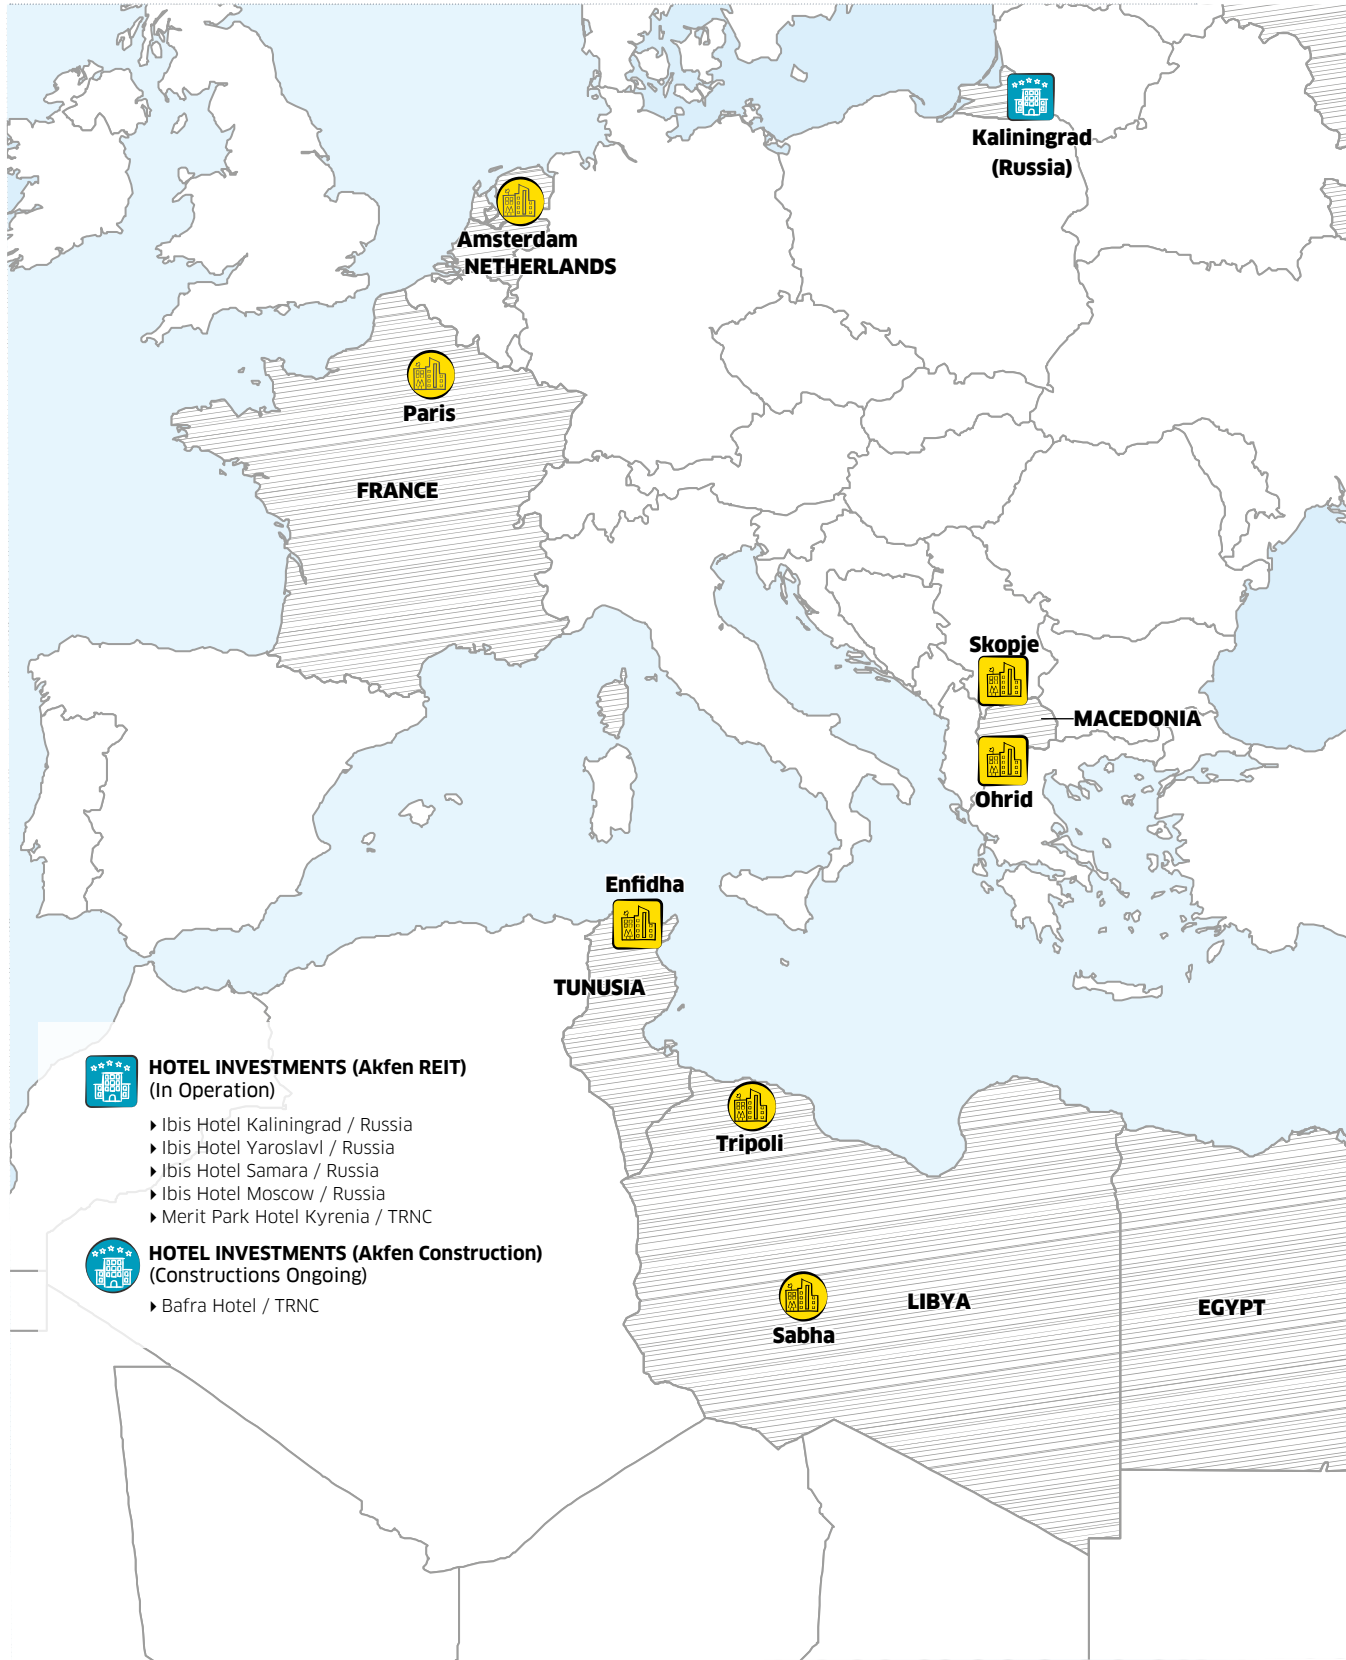 Kaliningrad
(Russia)
Amsterdam
NETHERLANDS
Paris
FRANCE
Skopje
MACEDONIA
Ohrid
Enfidha
TUNUSIA
HOTEL INVESTMENTS (Akfen REIT)
(In Operation)
Ibis Hotel Kaliningrad / Russia
Ibis Hotel Yaroslavl / Russia
Ibis Hotel Samara / Russia
Ibis Hotel Moscow / Russia
Merit Park Hotel Kyrenia / TRNC
HOTEL INVESTMENTS (Akfen Construction)
(Constructions Ongoing)
Bafra Hotel / TRNC
Tripoli
Sabha
LIBYA
EGYPT